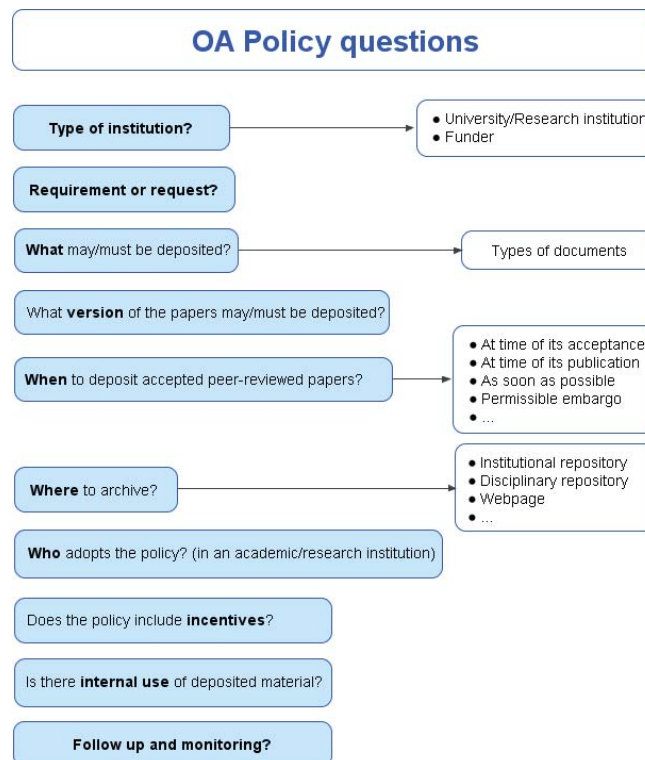 OA Policy questions
Type of institution?
● University/Research institution
● Funder
Requirement or request?
What may/must be deposited?
Types of documents
What version of the papers may/must be deposited?
When to deposit accepted peer-reviewed papers?
● At time of its acceptance
● At time of its publication
● As soon as possible
● Permissible embargo
● ...
Where to archive?
● Institutional repository
● Disciplinary repository
● Webpage
● ...
Who adopts the policy? (in an academic/research institution)
Does the policy include incentives?
Is there internal use of deposited material?
Follow up and monitoring?